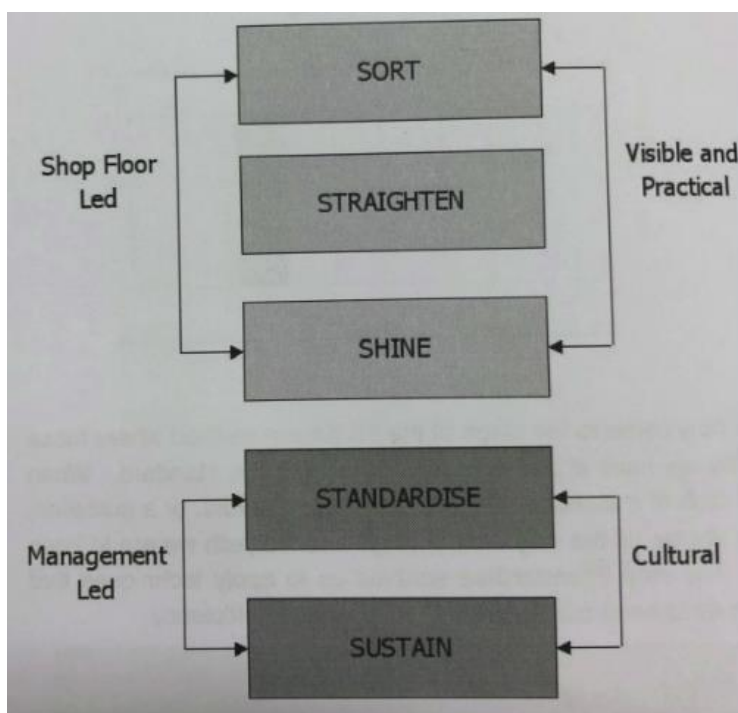 SORT
Shop Floor
Led
Visible and
Practical
STRAIGHTEN
SHINE
STANDARDISE
Management
Led
Cultural
SUSTAIN